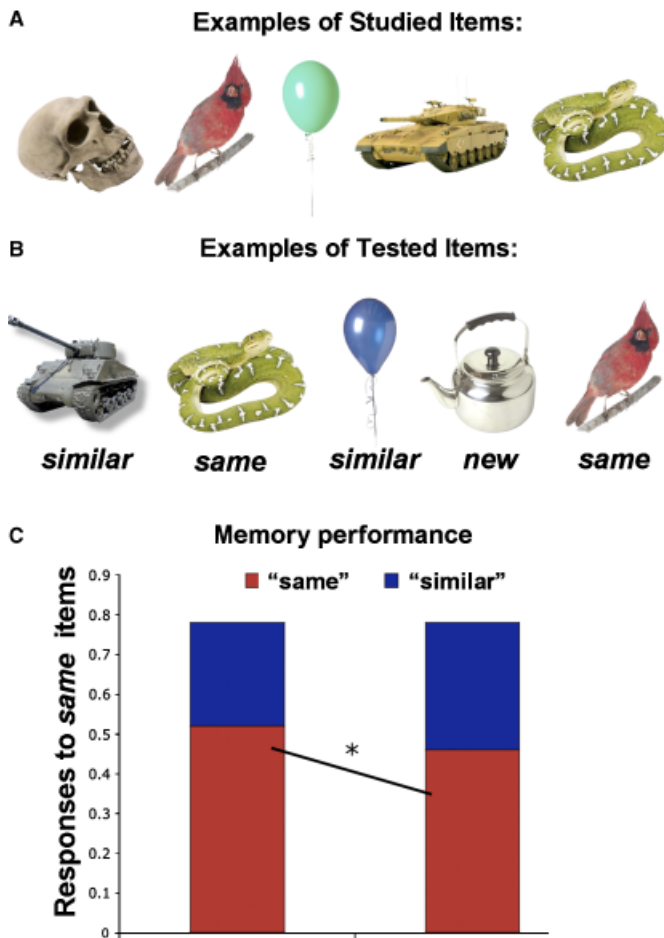 A
Examples of Studied Items:
B
Examples of Tested Items:
similar same similar new same
C
Memory performance
"same" "similar"
Responses to same items
0.9
0.8
0.7
0.6
0.5
0.4
0.3
0.2
0.1
0
*